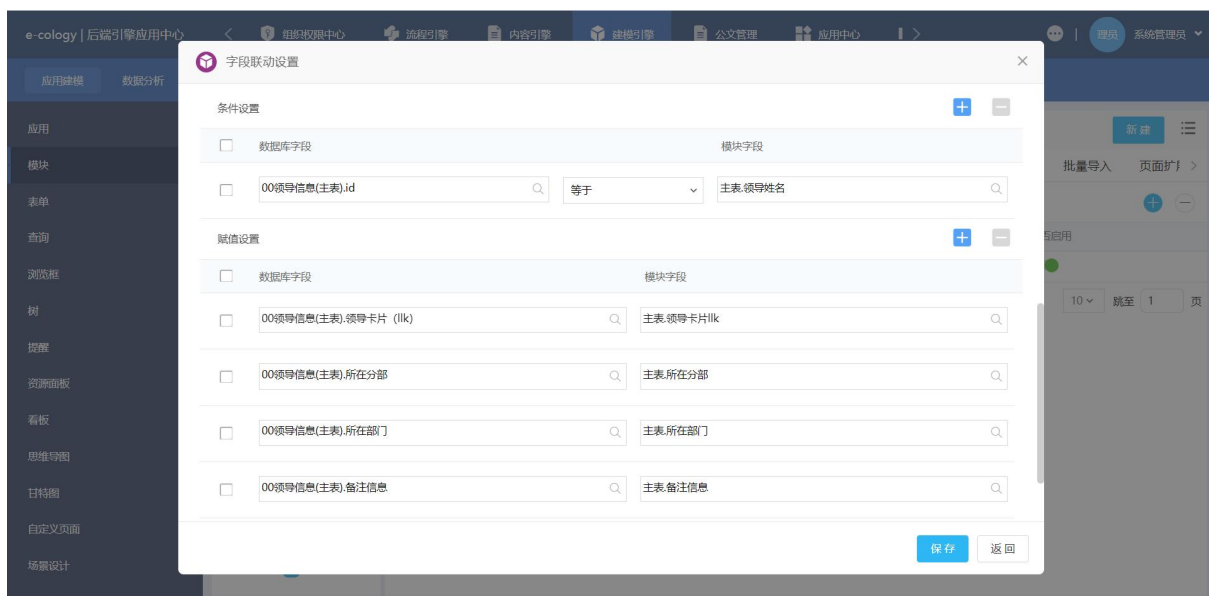 e-cology | 后端引擎应用中心 组织权限中心 流程引擎 内容引擎 建模引擎 公文管理 应用中心 理员 系统管理员
应用建模 数据分析
字段联动设置
条件设置
应用
新建
数据库字段 模块字段
模块
批量导入 页面扩
00领导信息(主表).id 等于 主表.领导姓名
表单
查询
赋值设置
否启用
浏览框
数据库字段 模块字段
树
10 跳至 1 页
00领导信息(主表).领导卡片（llk） 主表.领导卡片llk
提醒
资源面板
00领导信息(主表).所在分部 主表.所在分部
看板
00领导信息(主表).所在部门 主表.所在部门
思维导图
甘特图
00领导信息(主表).备注信息 主表.备注信息
自定义页面
保存 返回
场景设计